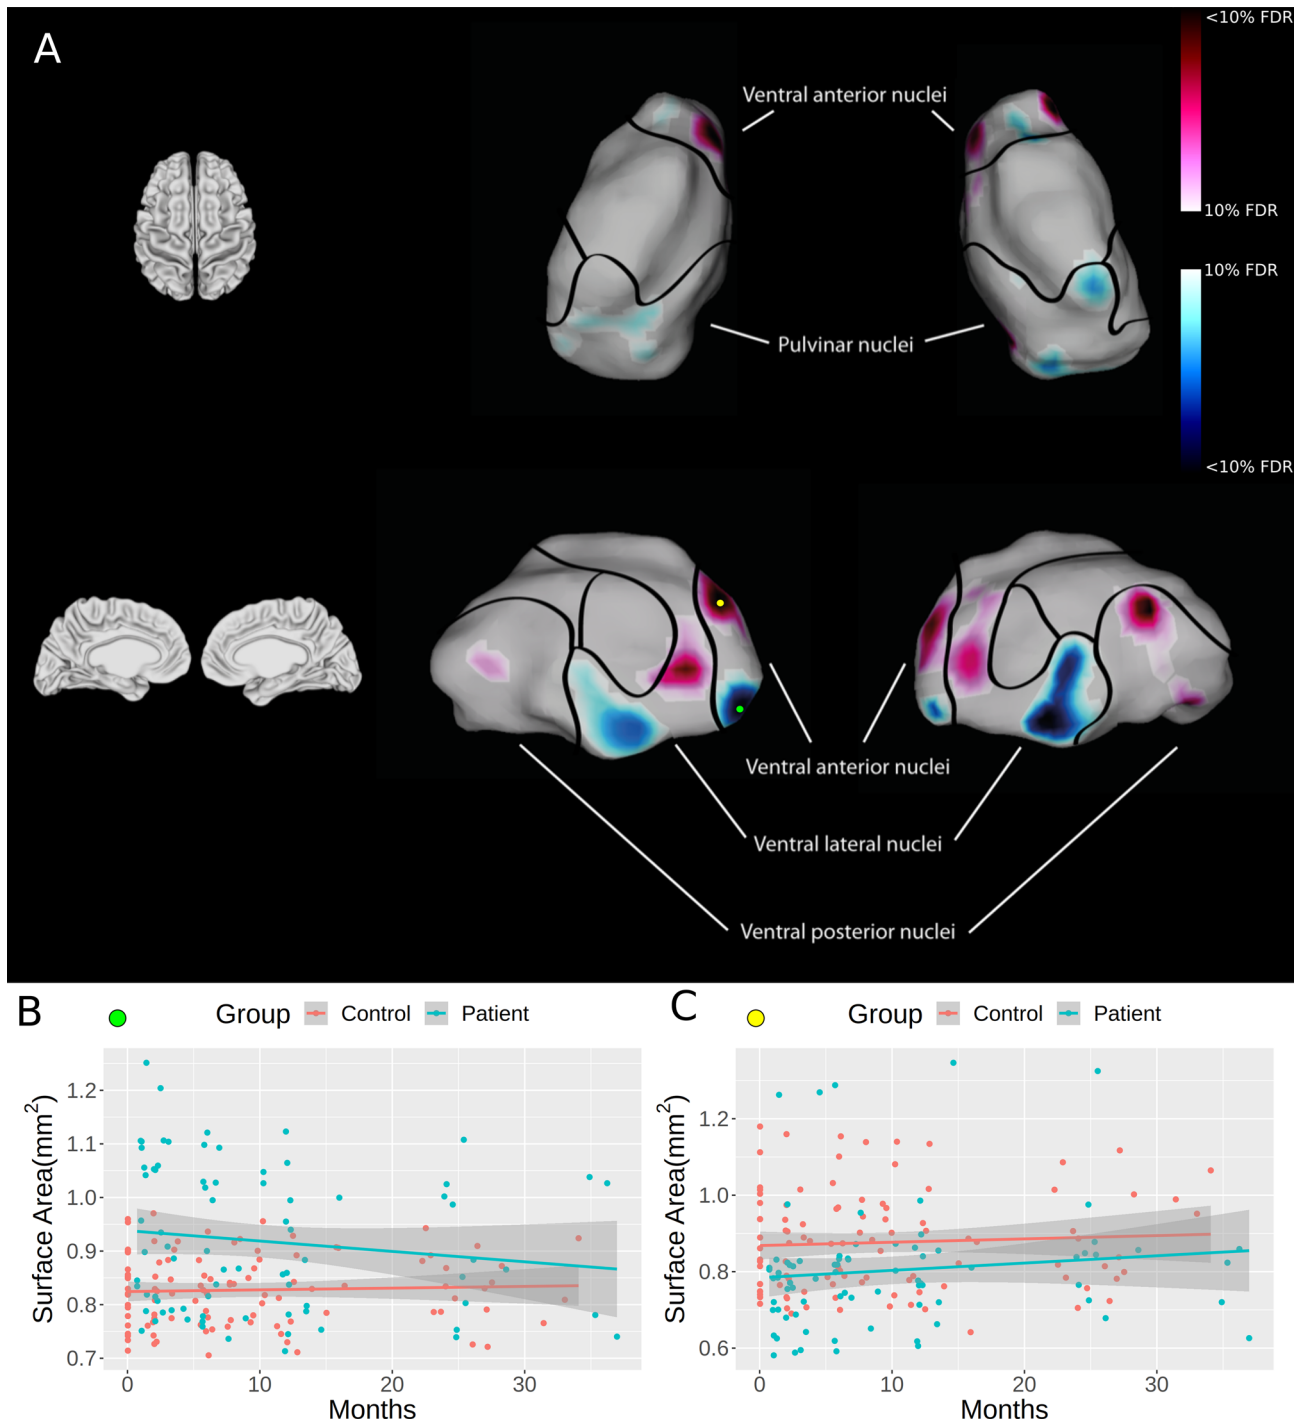 A
<10% FDR
Ventral anterior nuclei
10% FDR
10% FDR
Pulvinar nuclei
<10% FDR
Ventral anterior nuclei
Ventral lateral nuclei
Ventral posterior nuclei
B
Group Control Patient
Surface Area(mm²)
1.2
1.1
1.0
0.9
0.8
0.7
0 10 20 30
Months
C
Group Control Patient
Surface Area(mm²)
1.2
1.0
0.8
0.6
0 10 20 30
Months